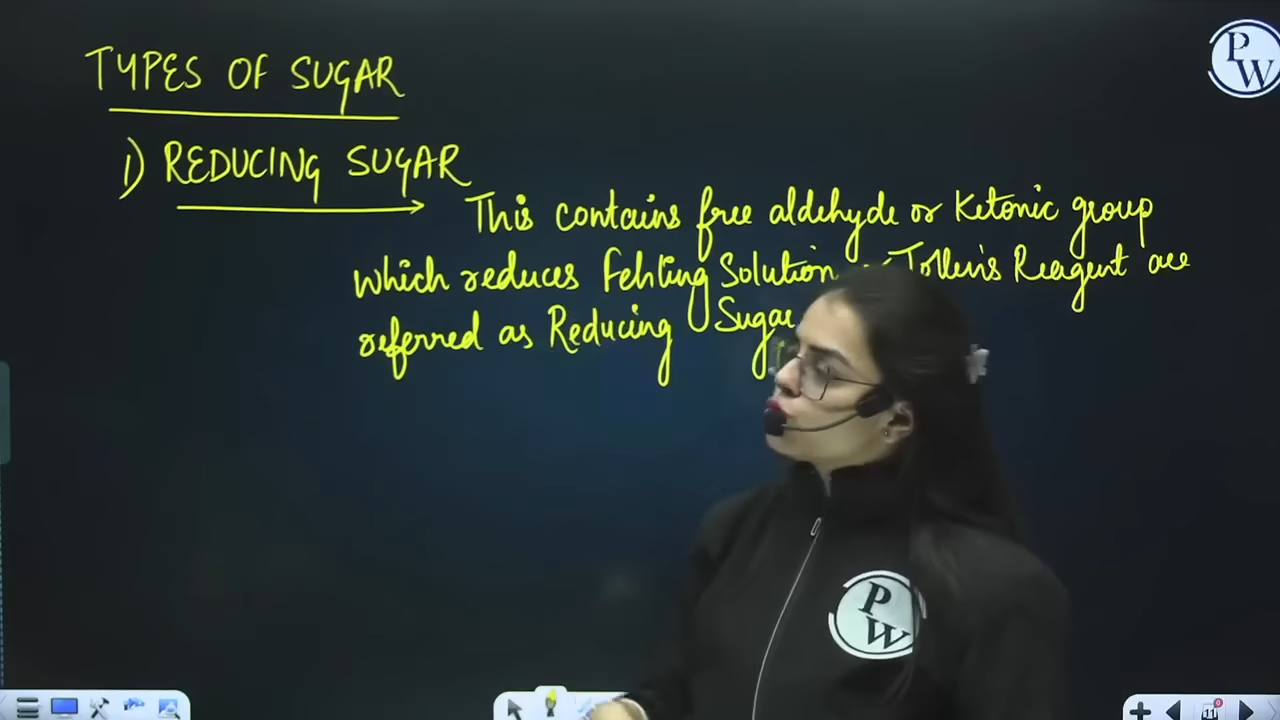 TYPES OF SUGAR
PW
1) REDUCING SUGAR
This contains free aldehyde or Ketonic group
which reduces Fehling Solution Tollen's Reagent are
referred as Reducing Sugar
PW
11